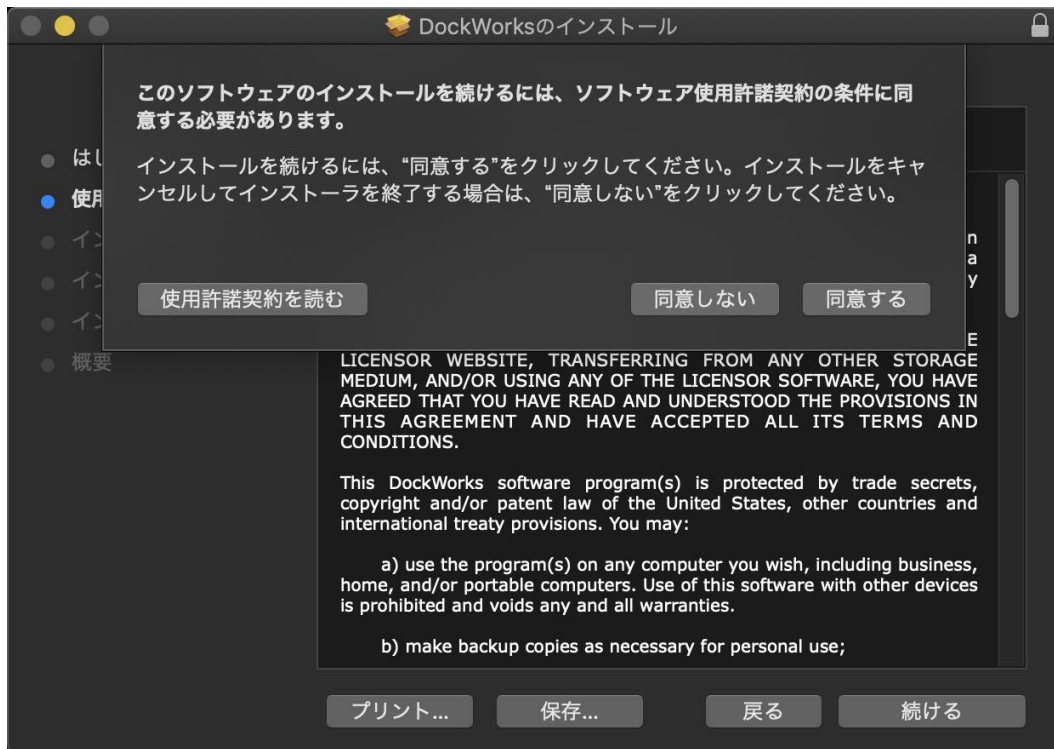 DockWorksのインストール
このソフトウェアのインストールを続けるには、ソフトウェア使用許諾契約の条件に同
意する必要があります。
インストールを続けるには、“同意する”をクリックしてください。インストールをキャ
ンセルしてインストーラを終了する場合は、“同意しない”をクリックしてください。
使用許諾契約を読む
同意しない
同意する
は
使用
イン
イン
イン
概要
n
a
y
E
LICENSOR WEBSITE, TRANSFERRING FROM ANY OTHER STORAGE
MEDIUM, AND/OR USING ANY OF THE LICENSOR SOFTWARE, YOU HAVE
AGREED THAT YOU HAVE READ AND UNDERSTOOD THE PROVISIONS IN
THIS AGREEMENT AND HAVE ACCEPTED ALL ITS TERMS AND
CONDITIONS.
This DockWorks software program(s) is protected by trade secrets,
copyright and/or patent law of the United States, other countries and
international treaty provisions. You may:
a) use the program(s) on any computer you wish, including business,
home, and/or portable computers. Use of this software with other devices
is prohibited and voids any and all warranties.
b) make backup copies as necessary for personal use;
プリント...
保存...
戻る
続ける